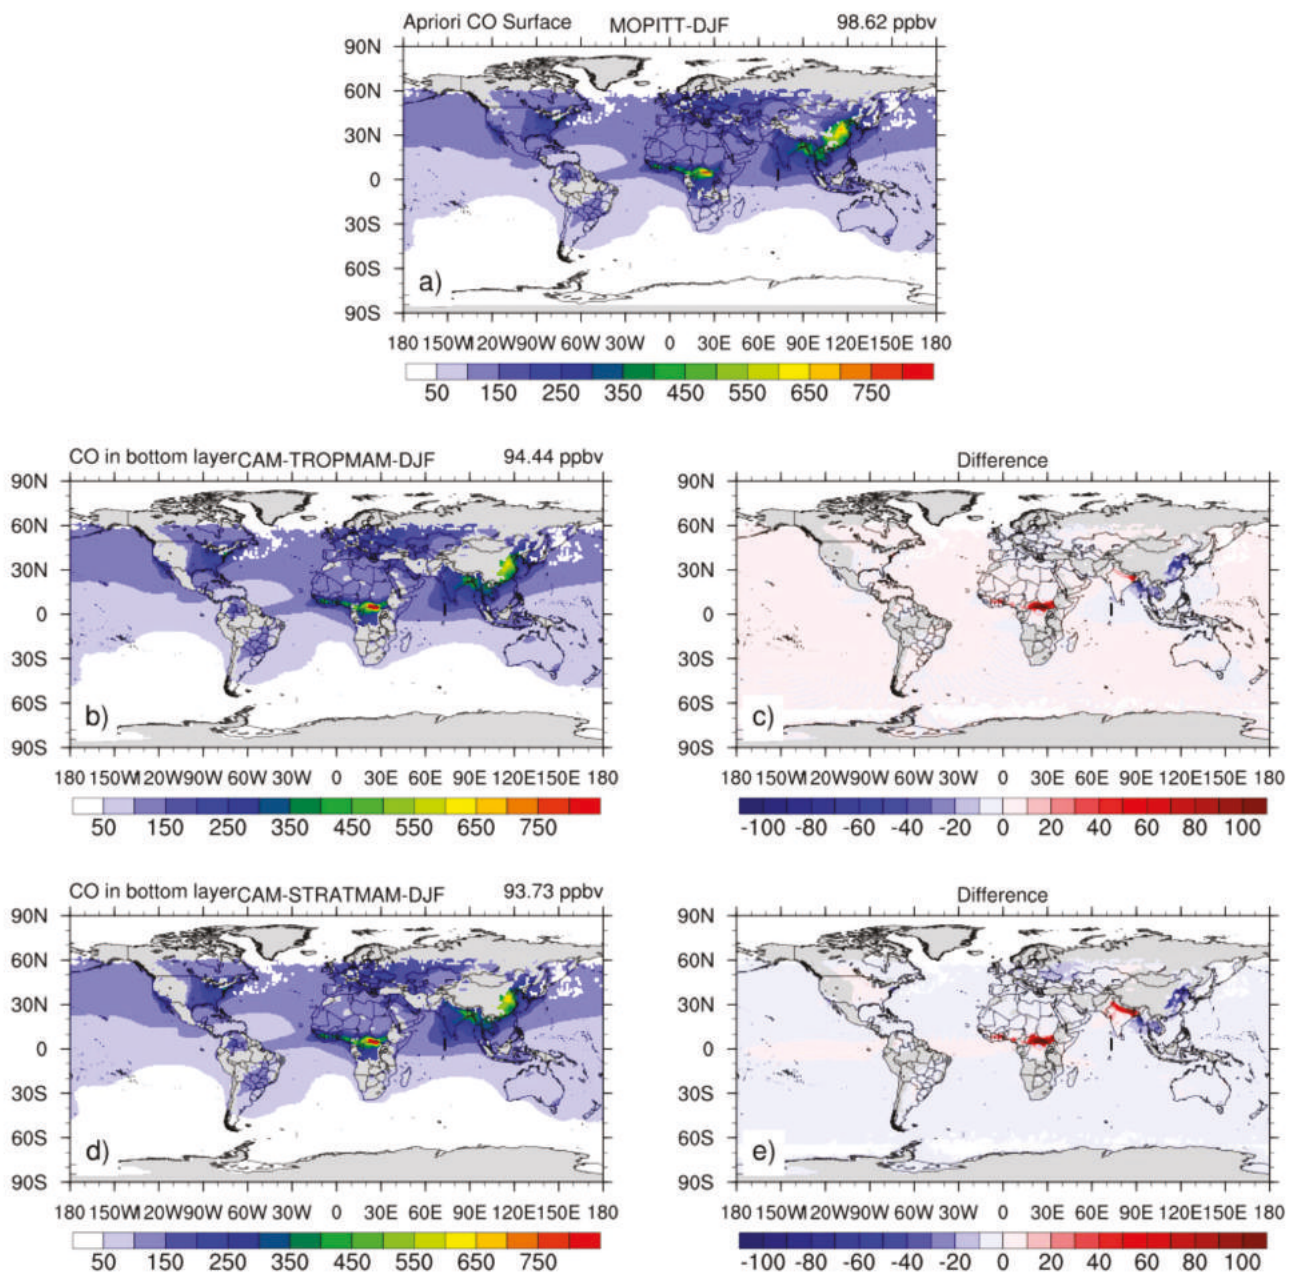 Apriori CO Surface MOPITT-DJF 98.62 ppbv
90N
60N
30N
0
30S
60S
90S
a)
180 150W120W90W 60W 30W 0 30E 60E 90E 120E150E 180
50 150 250 350 450 550 650 750
CO in bottom layerCAM-TROPMAM-DJF 94.44 ppbv
90N
60N
30N
0
30S
60S
90S
b)
180 150W120W90W 60W 30W 0 30E 60E 90E 120E150E 180
50 150 250 350 450 550 650 750
Difference
90N
60N
30N
0
30S
60S
90S
c)
180 150W120W90W 60W 30W 0 30E 60E 90E 120E150E 180
-100 -80 -60 -40 -20 0 20 40 60 80 100
CO in bottom layerCAM-STRATMAM-DJF 93.73 ppbv
90N
60N
30N
0
30S
60S
90S
d)
180 150W120W90W 60W 30W 0 30E 60E 90E 120E150E 180
50 150 250 350 450 550 650 750
Difference
90N
60N
30N
0
30S
60S
90S
e)
180 150W120W90W 60W 30W 0 30E 60E 90E 120E150E 180
-100 -80 -60 -40 -20 0 20 40 60 80 100